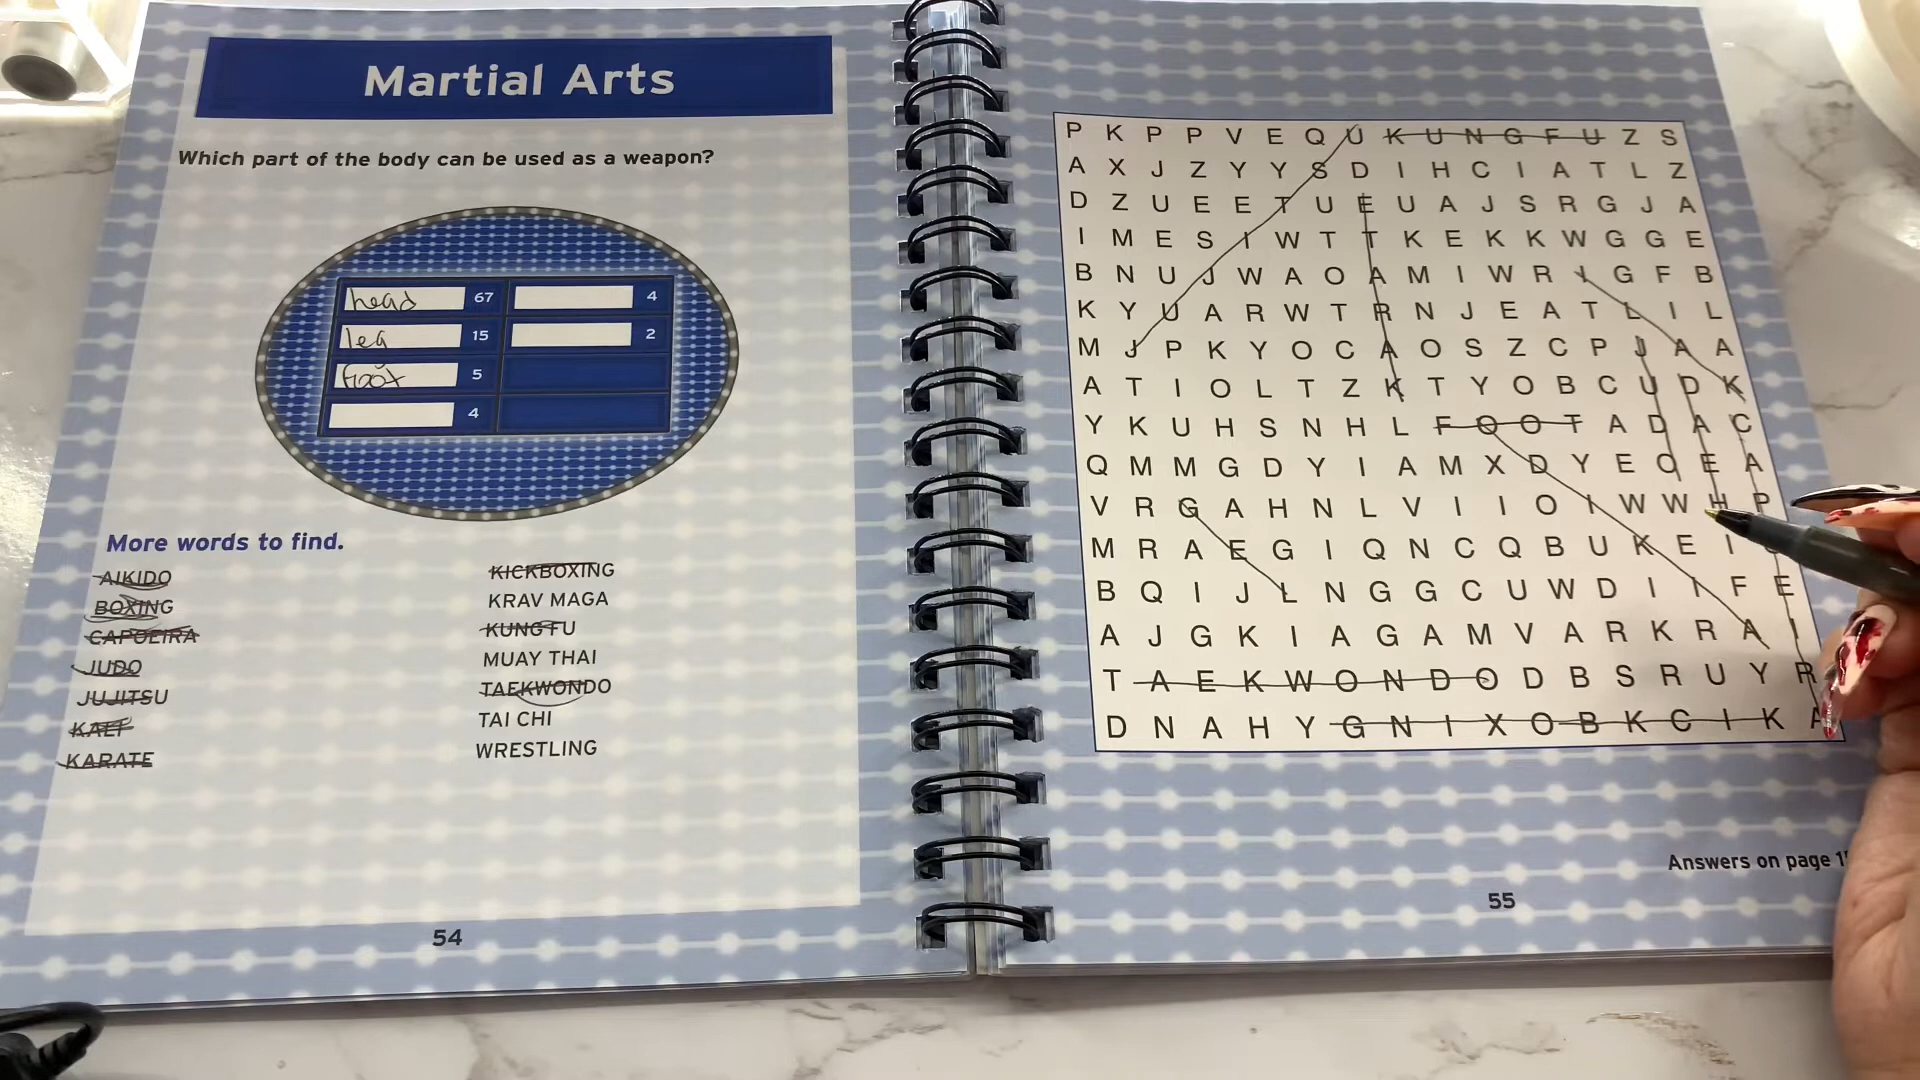 Martial Arts
Which part of the body can be used as a weapon?
head 67
4
leg 15
2
foot 5
4
More words to find.
AIKIDO
BOXING
CAPOEIRA
JUDO
JUJITSU
KALI
KARATE
KICKBOXING
KRAV MAGA
KUNG FU
MUAY THAI
TAEKWONDO
TAI CHI
WRESTLING
54
P K P P V E Q U K U N G F U Z S
A X J Z Y Y S D I H C I A T L Z
D Z U E E T U E U A J S R G J A
I M E S I W T T K E K K W G G E
B N U J W A O A M I W R I G F B
K Y U A R W T R N J E A T L I L
M J P K Y O C A O S Z C P J A A
A T I O L T Z K T Y O B C U D K
Y K U H S N H L F O O T A D A C
Q M M G D Y I A M X D Y E O E A
V R G A H N L V I I O I W W H P
M R A E G I Q N C Q B U K E I
B Q I J L N G G C U W D I I F E
A J G K I A G A M V A R K R A I
T A E K W O N D O D B S R U Y R
D N A H Y G N I X O B K C I K A
Answers on page
55